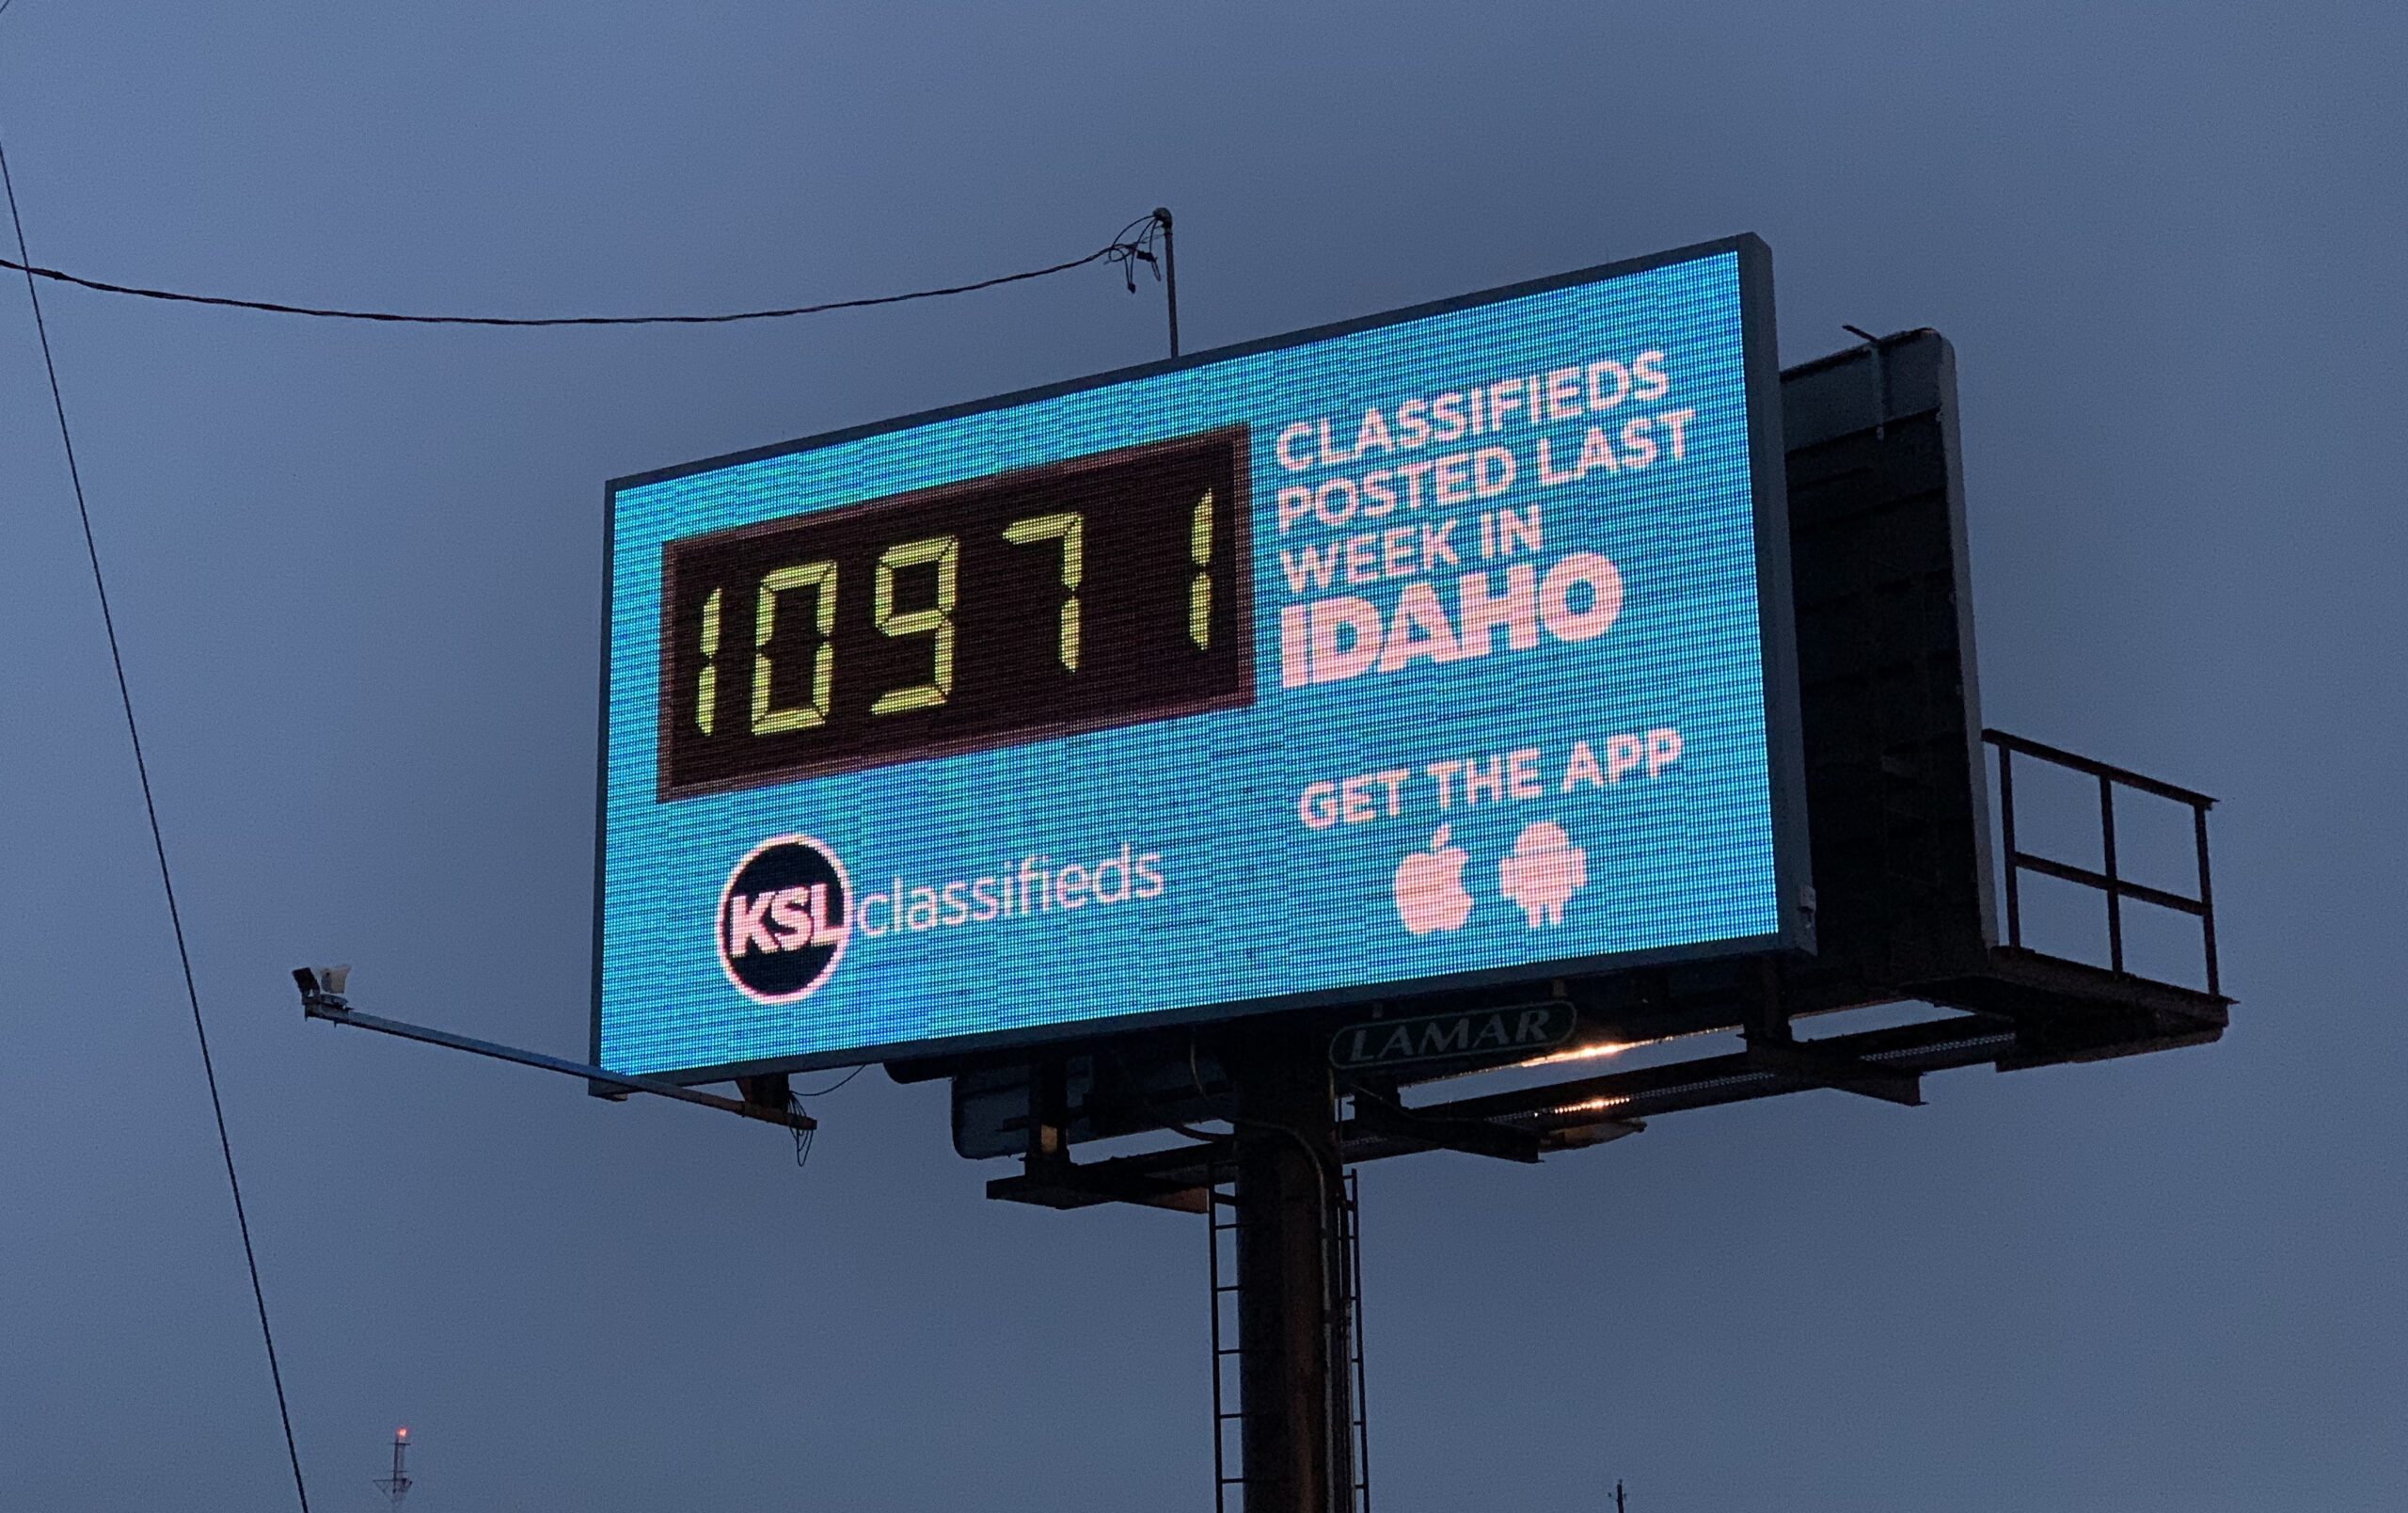 10971
CLASSIFIEDS
POSTED LAST
WEEK IN
IDAHO
GET THE APP
KSL classifieds
LAMAR